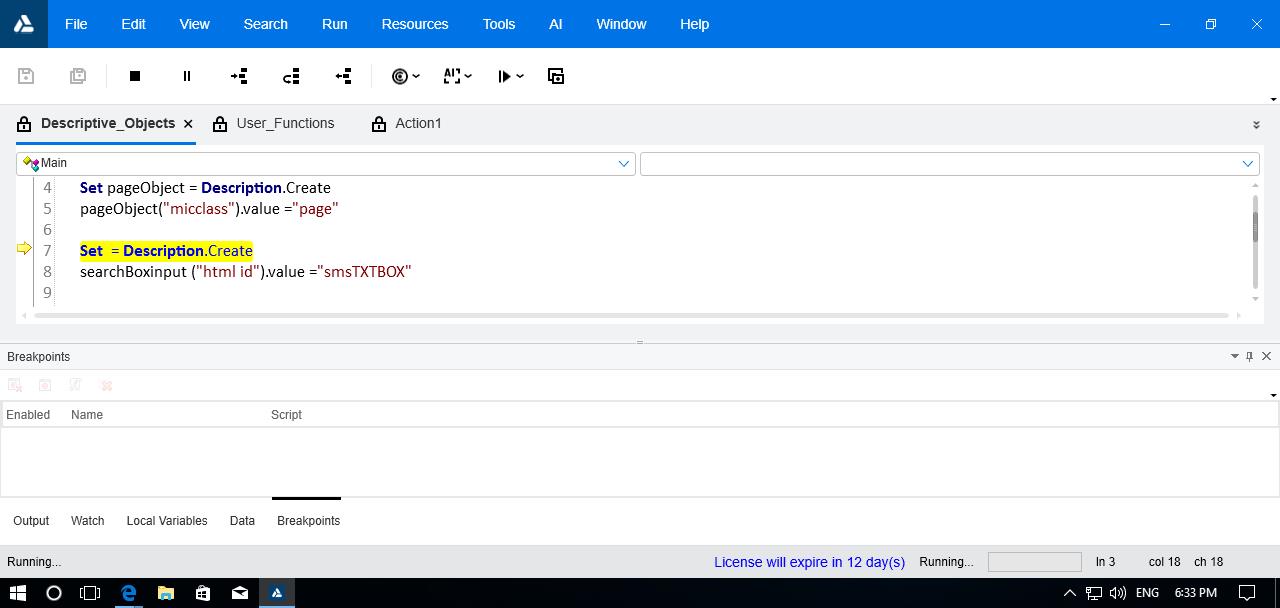 File Edit View Search Run Resources Tools AI Window Help
AI
Descriptive_Objects User_Functions Action1
Main
4 Set pageObject = Description.Create
5 pageObject("micclass").value ="page"
6
7 Set  = Description.Create
8 searchBoxinput ("html id").value ="smsTXTBOX"
9
Breakpoints
Enabled Name Script
Output Watch Local Variables Data Breakpoints
Running... License will expire in 12 day(s) Running... ln 3 col 18 ch 18
ENG 6:33 PM